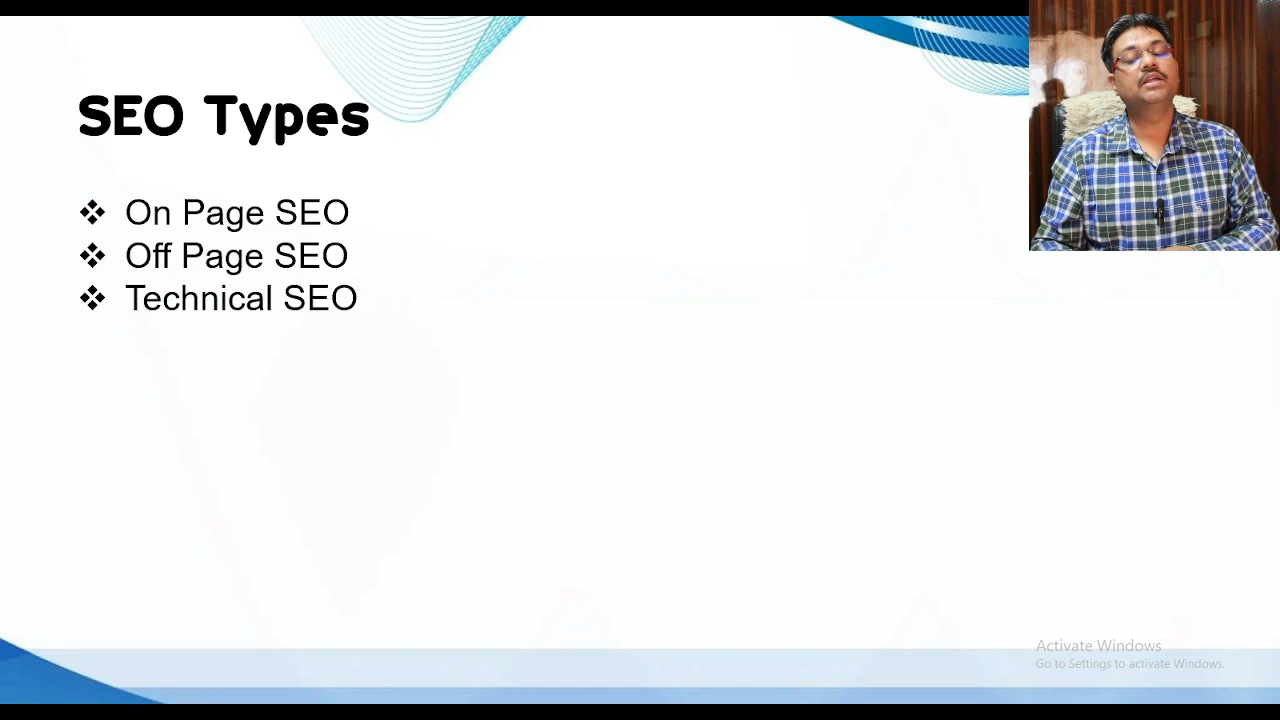 SEO Types
On Page SEO
Off Page SEO
Technical SEO
Activate Windows
Go to Settings to activate Windows.